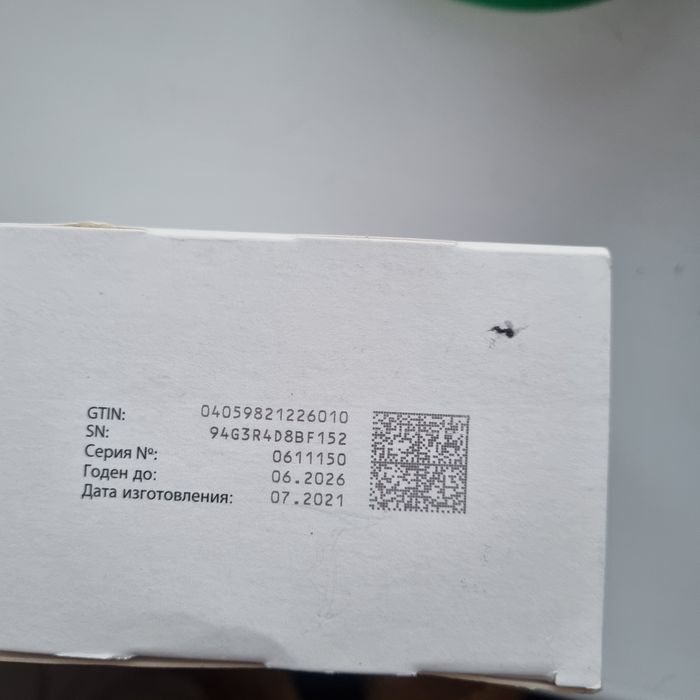 GTIN: 04059821226010
SN: 94G3R4D8BF152
Серия №: 0611150
Годен до: 06.2026
Дата изготовления: 07.2021